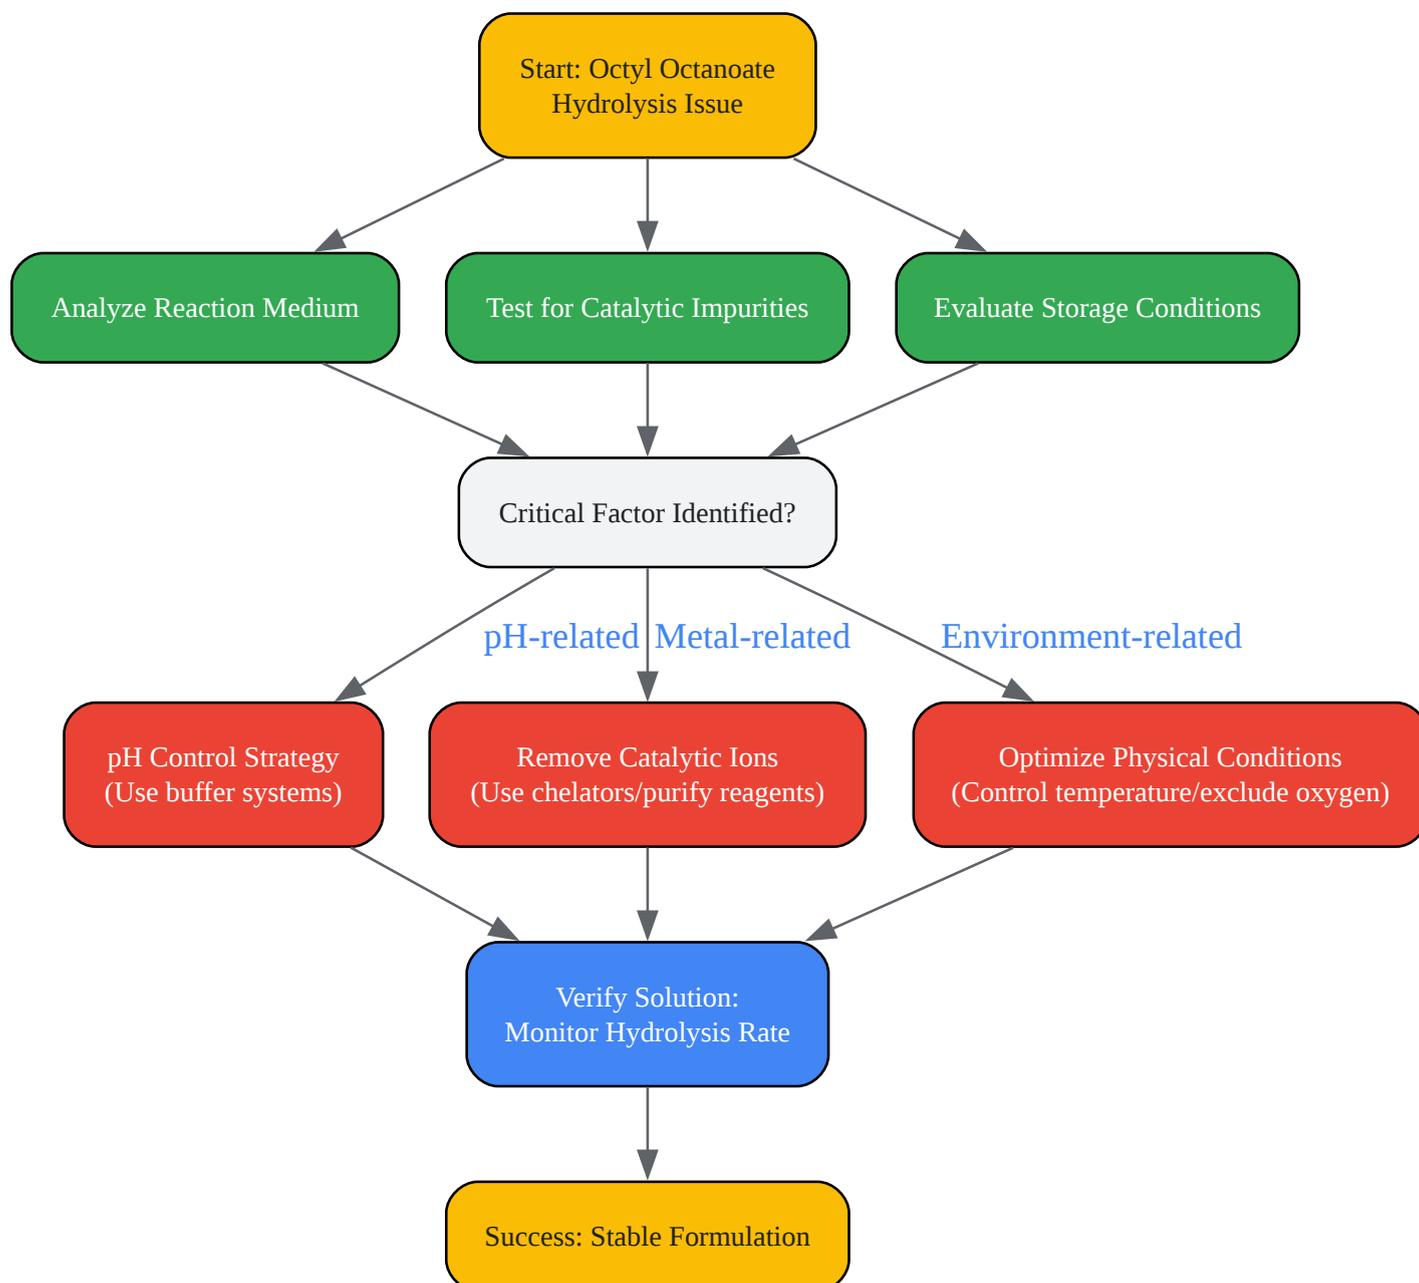 Start: Octyl Octanoate
Hydrolysis Issue
Analyze Reaction Medium
Test for Catalytic Impurities
Evaluate Storage Conditions
Critical Factor Identified?
pH-related
Metal-related
Environment-related
pH Control Strategy
(Use buffer systems)
Remove Catalytic Ions
(Use chelators/purify reagents)
Optimize Physical Conditions
(Control temperature/exclude oxygen)
Verify Solution:
Monitor Hydrolysis Rate
Success: Stable Formulation